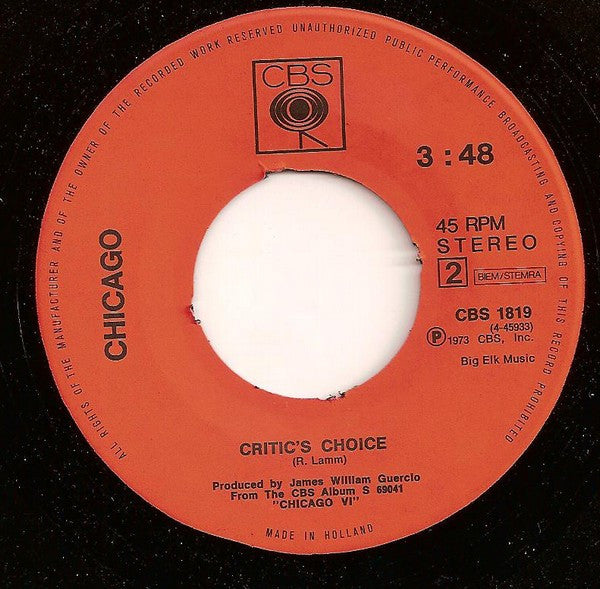 ALL RIGHTS OF THE MANUFACTURER AND OF THE OWNER OF THE RECORDED WORK RESERVED UNAUTHORIZED PUBLIC PERFORMANCE BROADCASTING AND COPYING OF THIS RECORD PROHIBITED
CBS
3:48
CHICAGO
45 RPM
STEREO
2 BIEM/STEMRA
CBS 1819
(4-45933)
Ⓟ 1973 CBS, Inc.
Big Elk Music
CRITIC'S CHOICE
(R. Lamm)
Produced by James William Guercio
From The CBS Album S 69041
"CHICAGO VI"
MADE IN HOLLAND